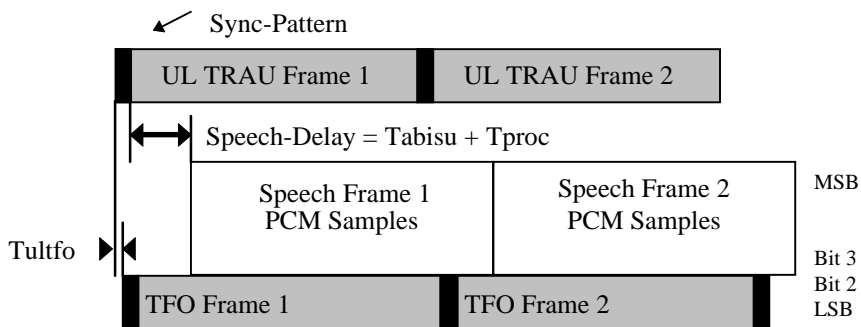 Sync-Pattern
UL TRAU Frame 1
UL TRAU Frame 2
Speech-Delay = Tabisu + Tproc
Speech Frame 1
PCM Samples
Speech Frame 2
PCM Samples
MSB
Tultfo
Bit 3
Bit 2
LSB
TFO Frame 1
TFO Frame 2